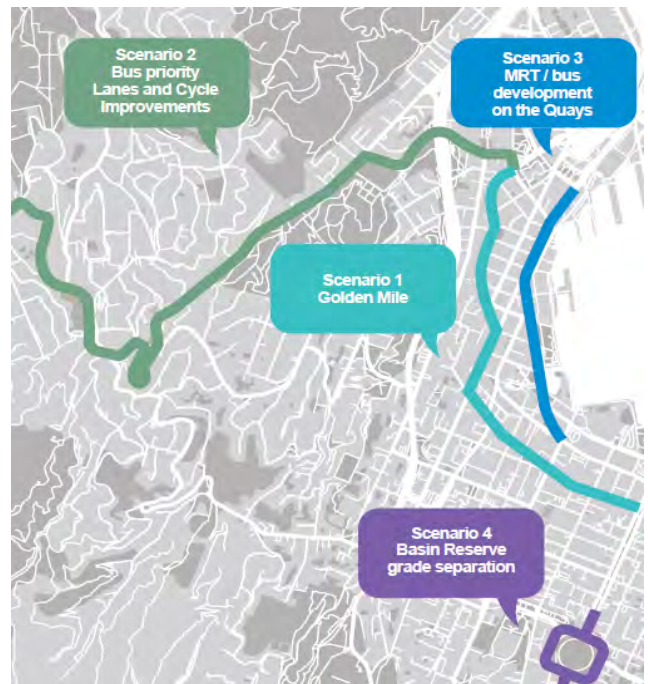 Scenario 2
Bus priority
Lanes and Cycle
Improvements
Scenario 3
MRT / bus
development
on the Quays
Scenario 1
Golden Mile
Scenario 4
Basin Reserve
grade separation